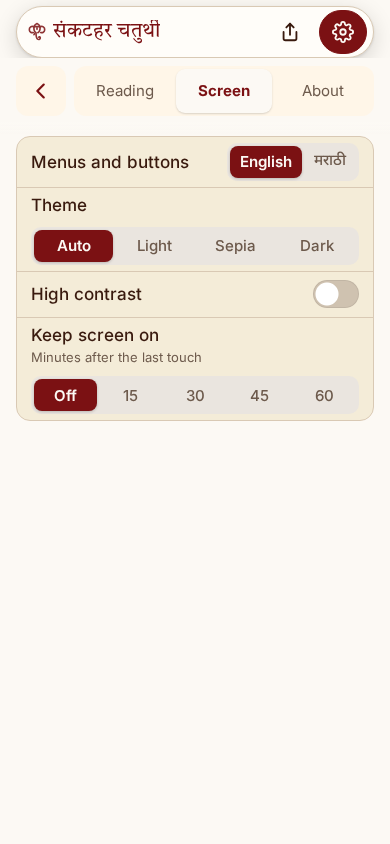 संकटहर चतुर्थी
Reading Screen About
Menus and buttons English मराठी
Theme
Auto Light Sepia Dark
High contrast
Keep screen on
Minutes after the last touch
Off 15 30 45 60